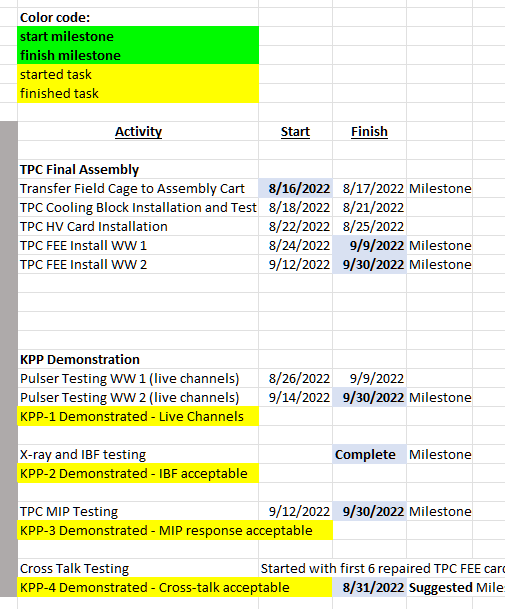 Color code:
start milestone
finish milestone
started task
finished task
Activity Start Finish
TPC Final Assembly
Transfer Field Cage to Assembly Cart 8/16/2022 8/17/2022 Milestone
TPC Cooling Block Installation and Test 8/18/2022 8/21/2022
TPC HV Card Installation 8/22/2022 8/25/2022
TPC FEE Install WW 1 8/24/2022 9/9/2022 Milestone
TPC FEE Install WW 2 9/12/2022 9/30/2022 Milestone
KPP Demonstration
Pulser Testing WW 1 (live channels) 8/26/2022 9/9/2022
Pulser Testing WW 2 (live channels) 9/14/2022 9/30/2022 Milestone
KPP-1 Demonstrated - Live Channels
X-ray and IBF testing Complete Milestone
KPP-2 Demonstrated - IBF acceptable
TPC MIP Testing 9/12/2022 9/30/2022 Milestone
KPP-3 Demonstrated - MIP response acceptable
Cross Talk Testing Started with first 6 repaired TPC FEE card
KPP-4 Demonstrated - Cross-talk acceptable 8/31/2022 Suggested Miles